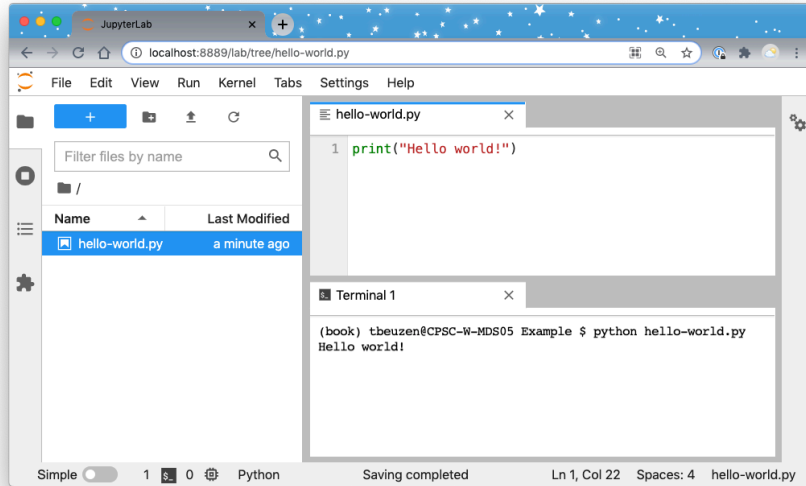 JupyterLab
localhost:8889/lab/tree/hello-world.py
File Edit View Run Kernel Tabs Settings Help
Filter files by name
/
Name Last Modified
hello-world.py a minute ago
hello-world.py
1 print("Hello world!")
Terminal 1
(book) tbeuzen@CPSC-W-MDS05 Example $ python hello-world.py
Hello world!
Simple 1 $_ 0 Python Saving completed Ln 1, Col 22 Spaces: 4 hello-world.py